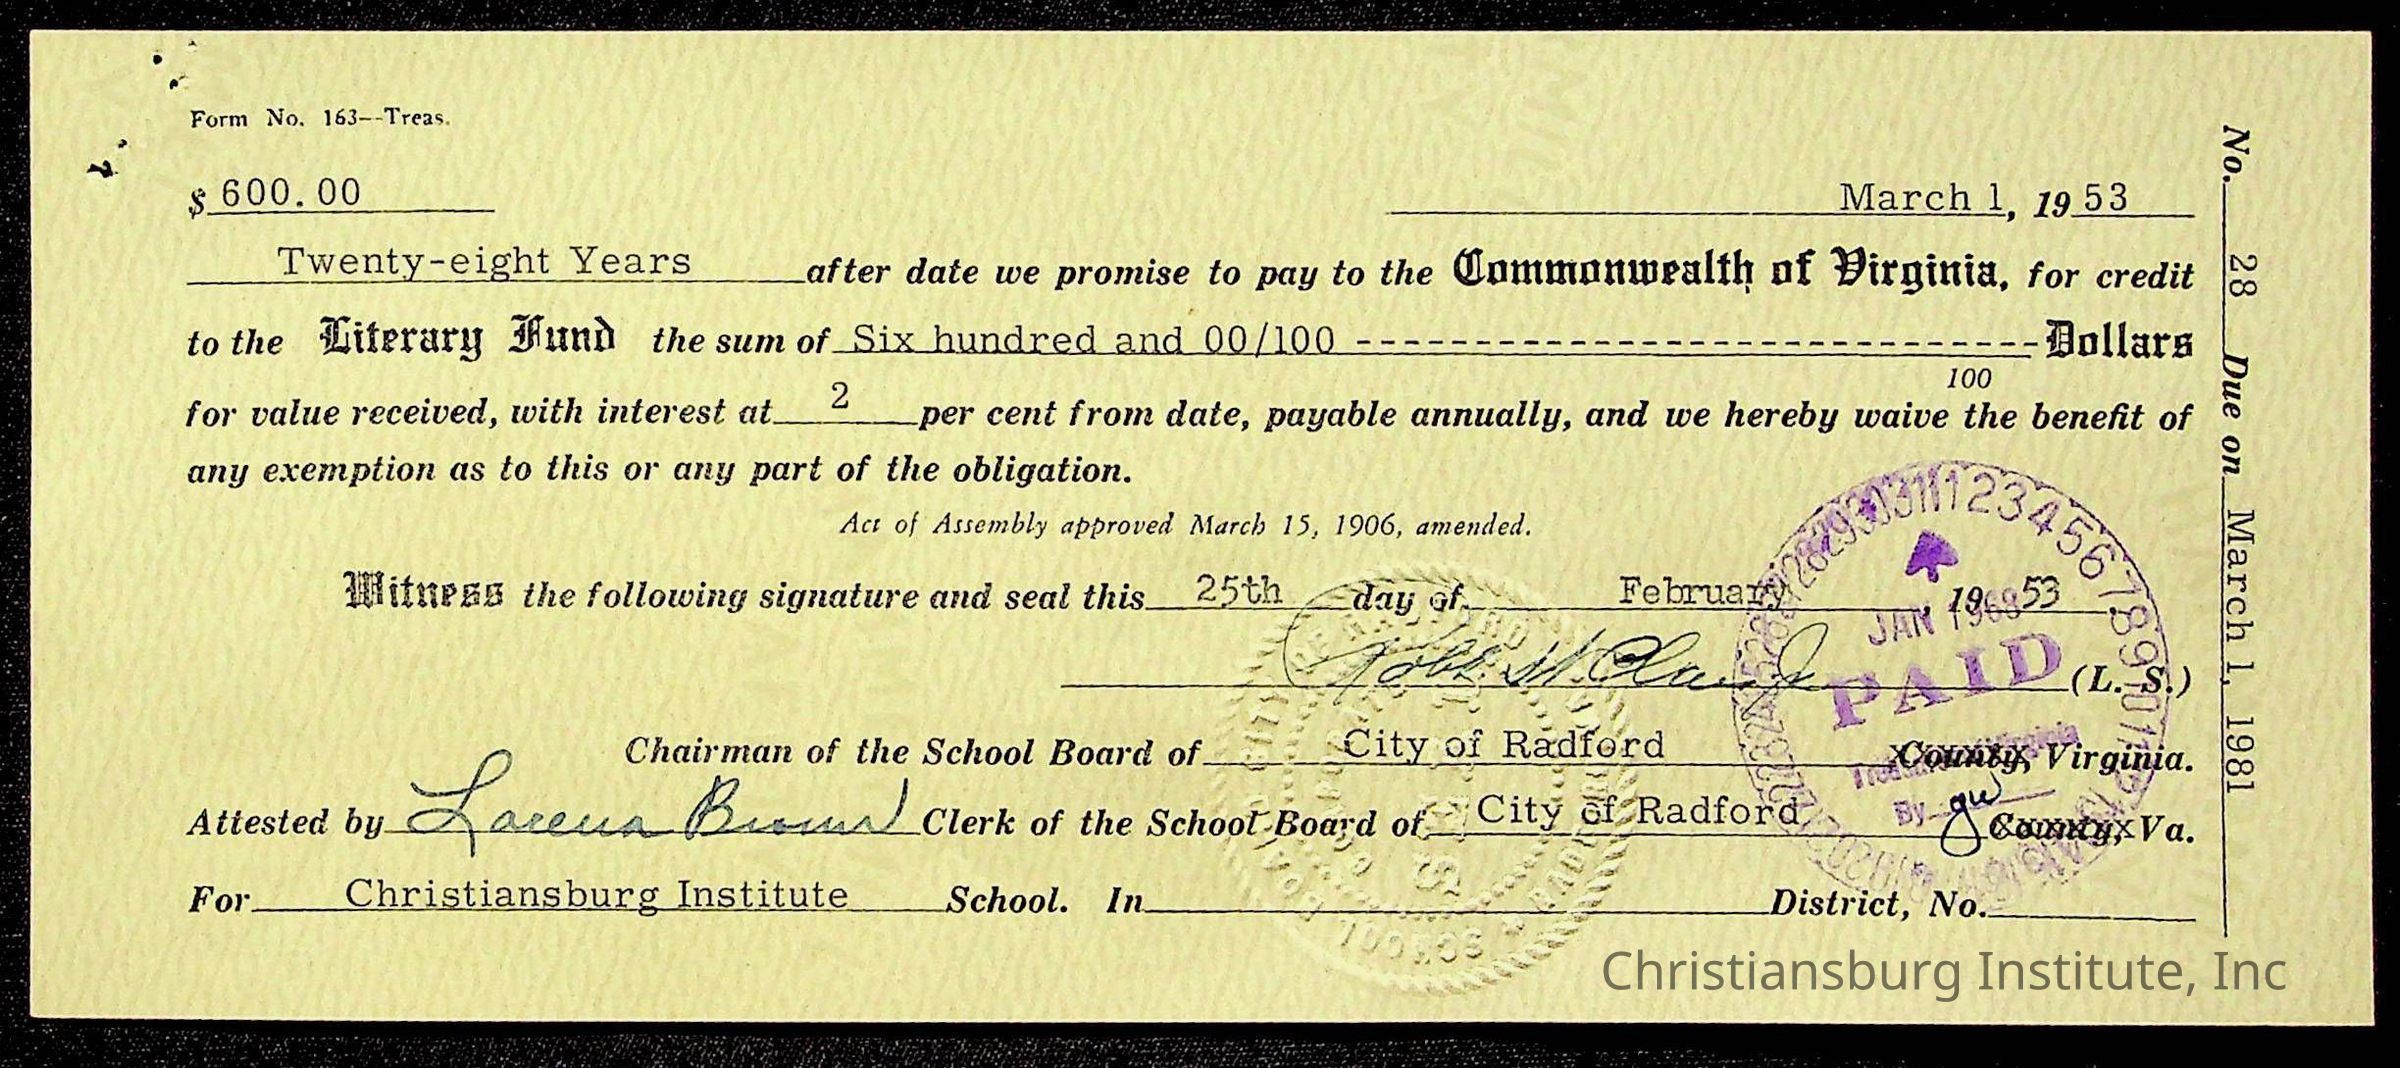 Form No. 163--Treas.
$ 600.00 March 1, 1953
Twenty-eight Years after date we promise to pay to the Commonwealth of Virginia, for credit
to the Literary Fund the sum of Six hundred and 00/100 ------------------------------ Dollars
100
for value received, with interest at 2 per cent from date, payable annually, and we hereby waive the benefit of
any exemption as to this or any part of the obligation.
Act of Assembly approved March 15, 1906, amended.
Witness the following signature and seal this 25th day of February, 1953
(L. S.)
Chairman of the School Board of City of Radford County, Virginia.
Attested by Lorena Brown Clerk of the School Board of City of Radford County, Va.
For Christiansburg Institute School. In District, No.
No. 28 Due on March 1, 1981
JAN 1968
PAID
By
Christiansburg Institute, Inc